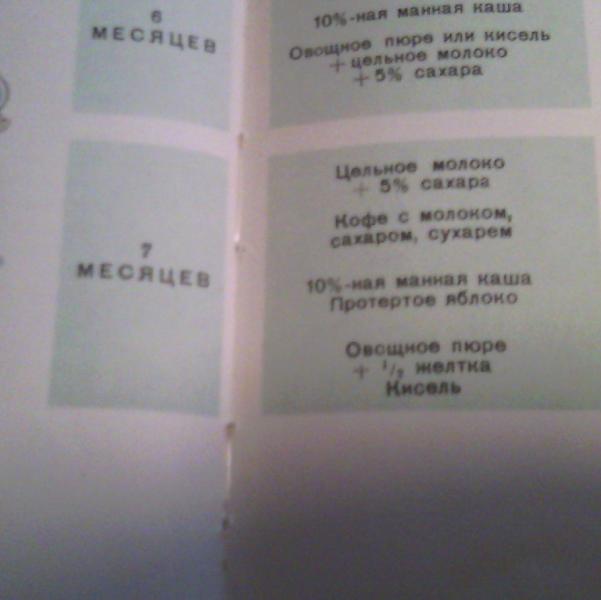 6
МЕСЯЦЕВ
10%-ная манная каша
Овощное пюре или кисель
+ цельное молоко
+ 5% сахара
7
МЕСЯЦЕВ
Цельное молоко
+ 5% сахара
Кофе с молоком,
сахаром, сухарем
10%-ная манная каша
Протертое яблоко
Овощное пюре
+ 1/2 желтка
Кисель